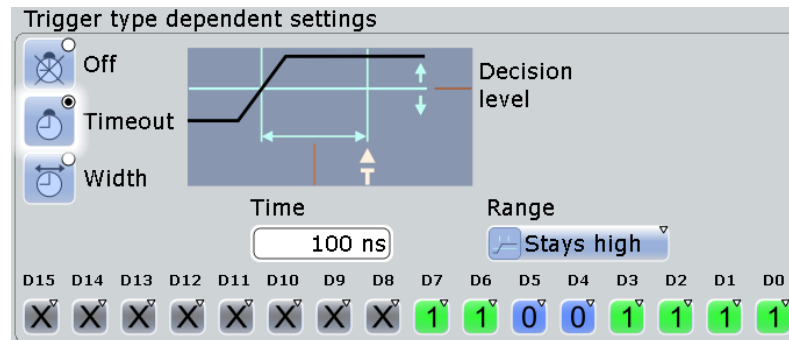 Trigger type dependent settings
Off
Decision level
Timeout
Width
T
Time Range
100 ns Stays high
D15 D14 D13 D12 D11 D10 D9 D8 D7 D6 D5 D4 D3 D2 D1 D0
X X X X X X X X 1 1 0 0 1 1 1 1